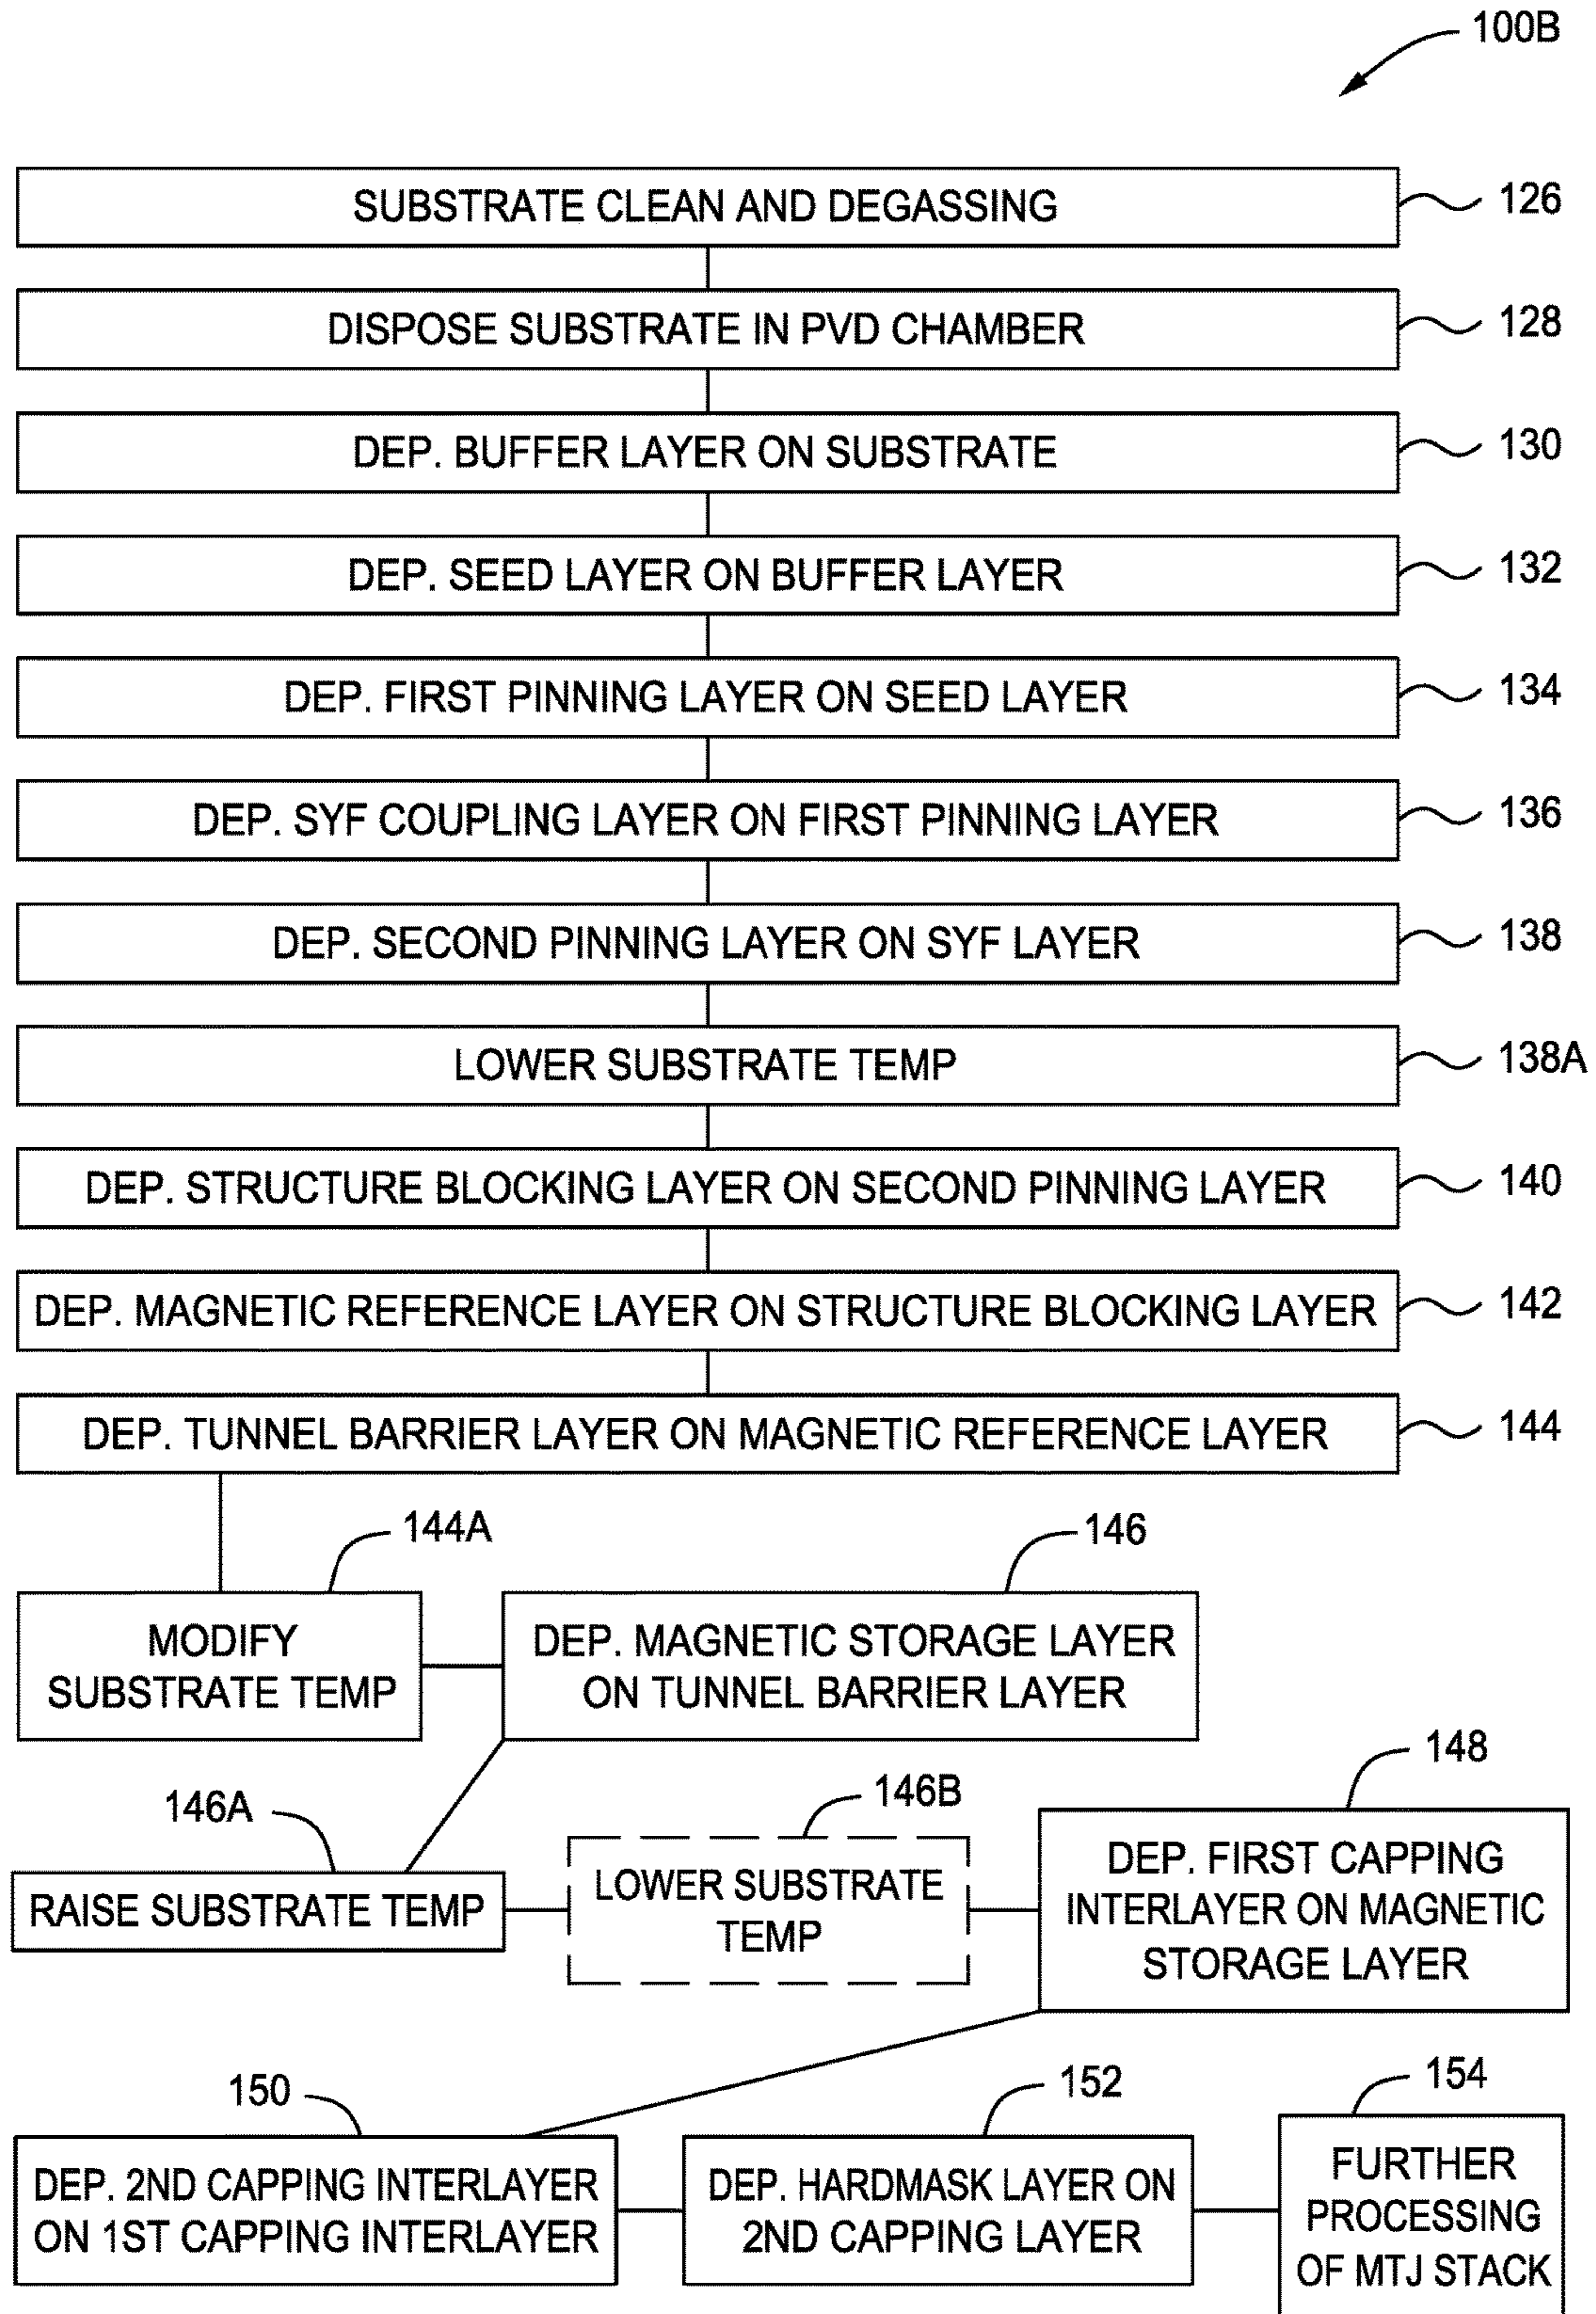 100B
SUBSTRATE CLEAN AND DEGASSING
126
DISPOSE SUBSTRATE IN PVD CHAMBER
128
DEP. BUFFER LAYER ON SUBSTRATE
130
DEP. SEED LAYER ON BUFFER LAYER
132
DEP. FIRST PINNING LAYER ON SEED LAYER
134
DEP. SYF COUPLING LAYER ON FIRST PINNING LAYER
136
DEP. SECOND PINNING LAYER ON SYF LAYER
138
LOWER SUBSTRATE TEMP
138A
DEP. STRUCTURE BLOCKING LAYER ON SECOND PINNING LAYER
140
DEP. MAGNETIC REFERENCE LAYER ON STRUCTURE BLOCKING LAYER
142
DEP. TUNNEL BARRIER LAYER ON MAGNETIC REFERENCE LAYER
144
144A
MODIFY
SUBSTRATE TEMP
146
DEP. MAGNETIC STORAGE LAYER
ON TUNNEL BARRIER LAYER
146A
RAISE SUBSTRATE TEMP
146B
LOWER SUBSTRATE
TEMP
148
DEP. FIRST CAPPING
INTERLAYER ON MAGNETIC
STORAGE LAYER
150
DEP. 2ND CAPPING INTERLAYER
ON 1ST CAPPING INTERLAYER
152
DEP. HARDMASK LAYER ON
2ND CAPPING LAYER
154
FURTHER
PROCESSING
OF MTJ STACK